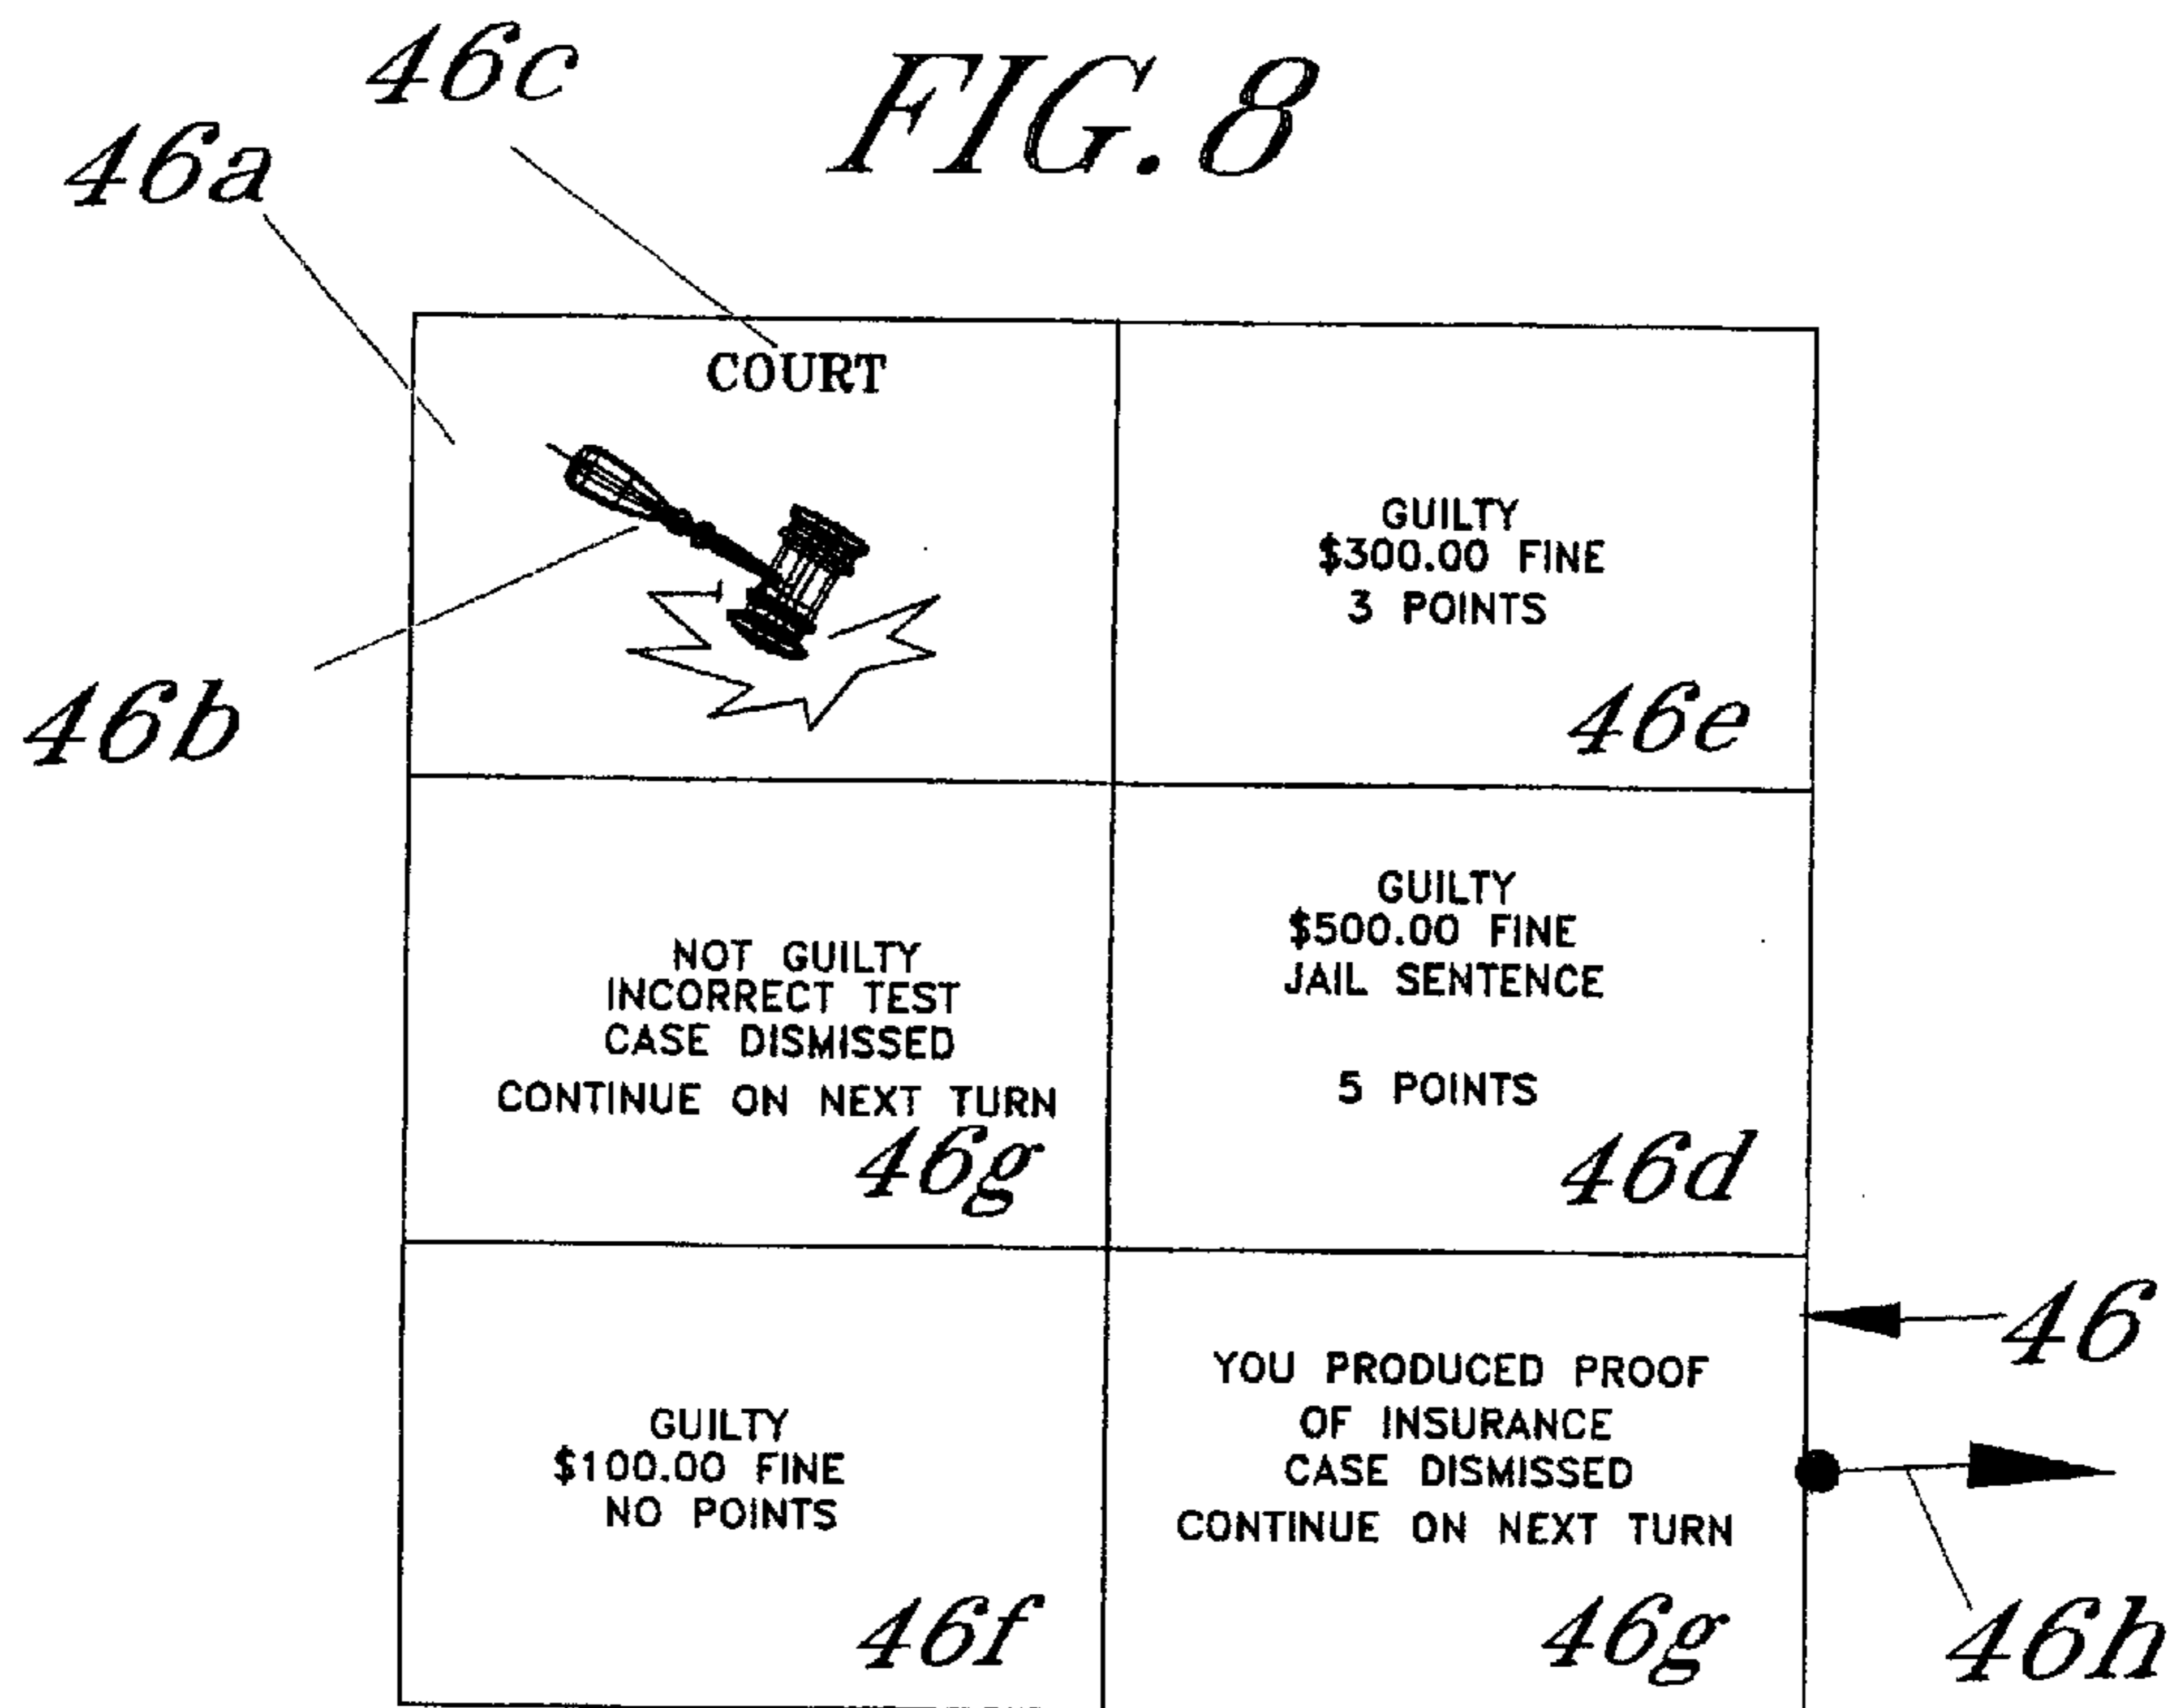 46c
FIG. 8
46a
COURT
46b
GUILTY
$300.00 FINE
3 POINTS
46e
NOT GUILTY
INCORRECT TEST
CASE DISMISSED
CONTINUE ON NEXT TURN
46g
GUILTY
$500.00 FINE
JAIL SENTENCE
5 POINTS
46d
GUILTY
$100.00 FINE
NO POINTS
46f
YOU PRODUCED PROOF
OF INSURANCE
CASE DISMISSED
CONTINUE ON NEXT TURN
46g
46
46h